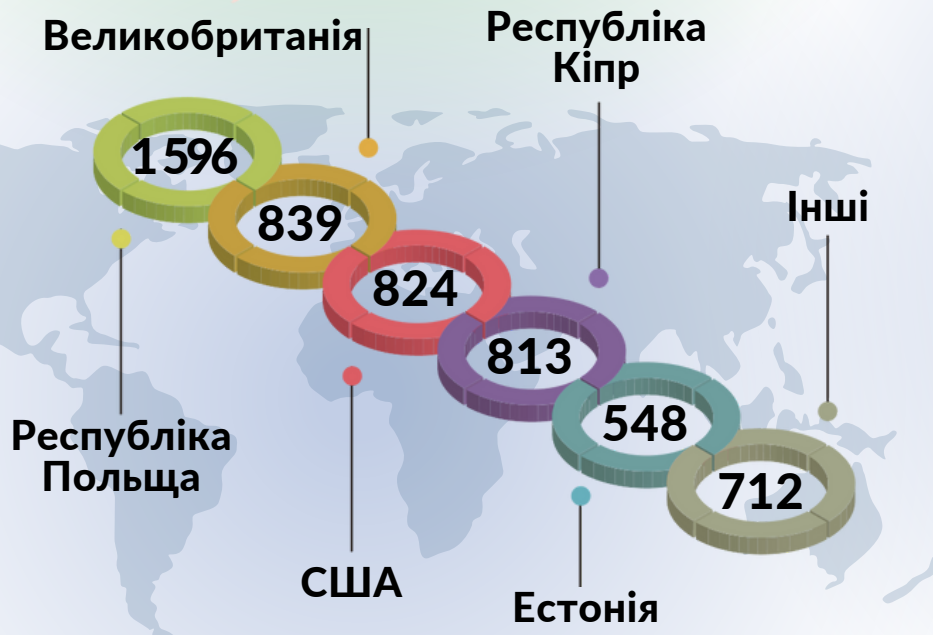 Великобританія
Республіка
Кіпр
1596
839
Інші
824
813
548
Республіка
Польща
712
США
Естонія